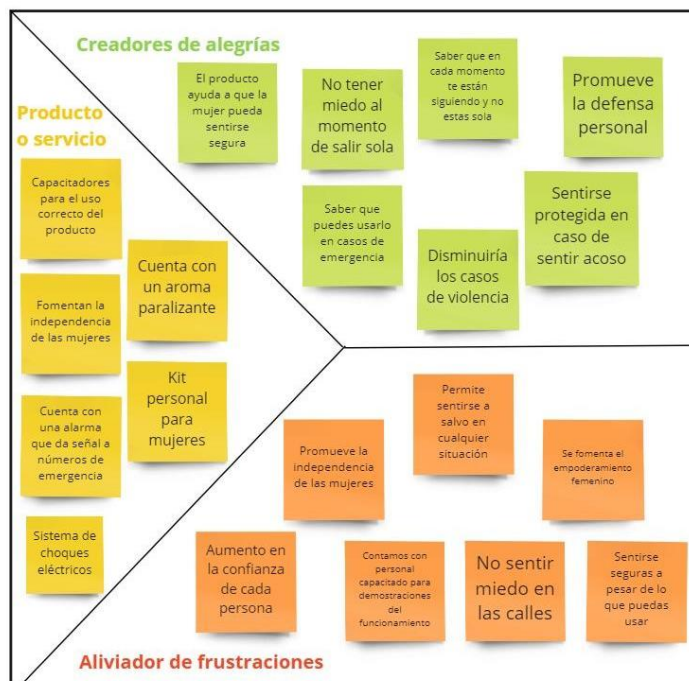 Creadores de alegrías
El producto
ayuda a que la
mujer pueda
sentirse
segura
No tener
miedo al
momento
de salir sola
Saber que en
cada momento
te están
siguiendo y no
estas sola
Promueve
la defensa
personal
Saber que
puedes usarlo
en casos de
emergencia
Disminuiría
los casos
de violencia
Sentirse
protegida en
caso de
sentir acoso
Producto
o servicio
Capacitadores
para el uso
correcto del
producto
Cuenta con
un aroma
paralizante
Fomentan la
independencia
de las mujeres
Kit
personal
para
mujeres
Cuenta con
una alarma
que da señal a
números de
emergencia
Sistema de
choques
eléctricos
Permite
sentirse a
salvo en
cualquier
situación
Promueve la
independencia
de las mujeres
Se fomenta el
empoderamiento
femenino
Aumento en
la confianza
de cada
persona
Contamos con
personal
capacitado para
demostraciones
del
funcionamiento
No sentir
miedo en
las calles
Sentirse
seguras a
pesar de lo
que puedas
usar
Aliviador de frustraciones